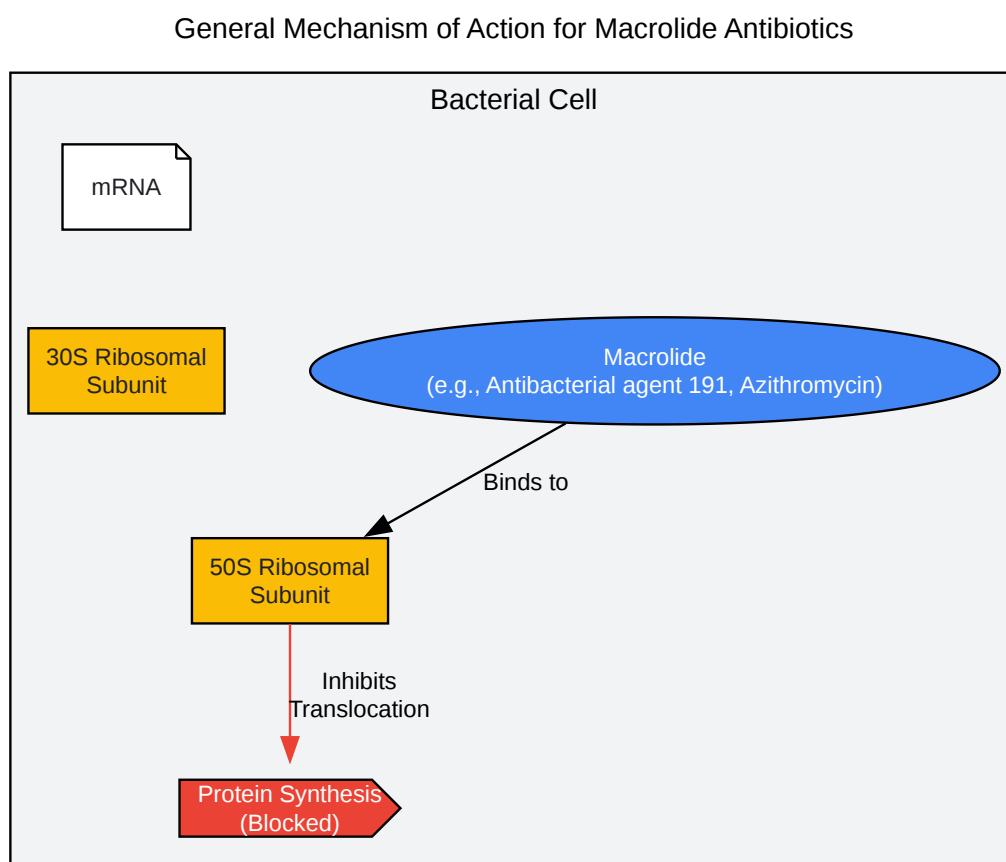 General Mechanism of Action for Macrolide Antibiotics
Bacterial Cell
mRNA
30S Ribosomal
Subunit
Macrolide
(e.g., Antibacterial agent 191, Azithromycin)
Binds to
50S Ribosomal
Subunit
Inhibits
Translocation
Protein Synthesis
(Blocked)